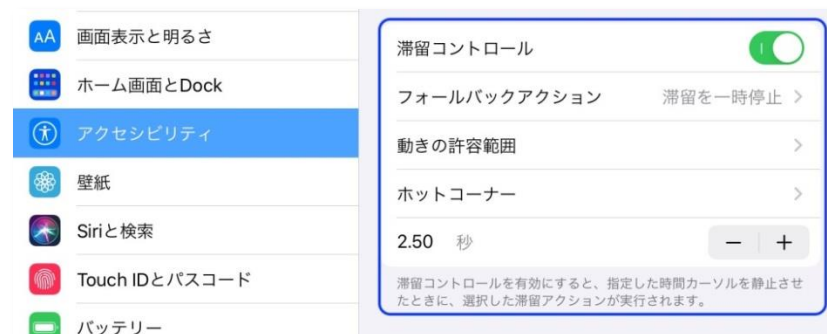 画面表示と明るさ
ホーム画面とDock
アクセシビリティ
壁紙
Siriと検索
Touch IDとパスコード
バッテリー
滞留コントロール
フォールバックアクション 滞留を一時停止
動きの許容範囲
ホットコーナー
2.50 秒
滞留コントロールを有効にすると、指定した時間カーソルを静止させ
たときに、選択した滞留アクションが実行されます。